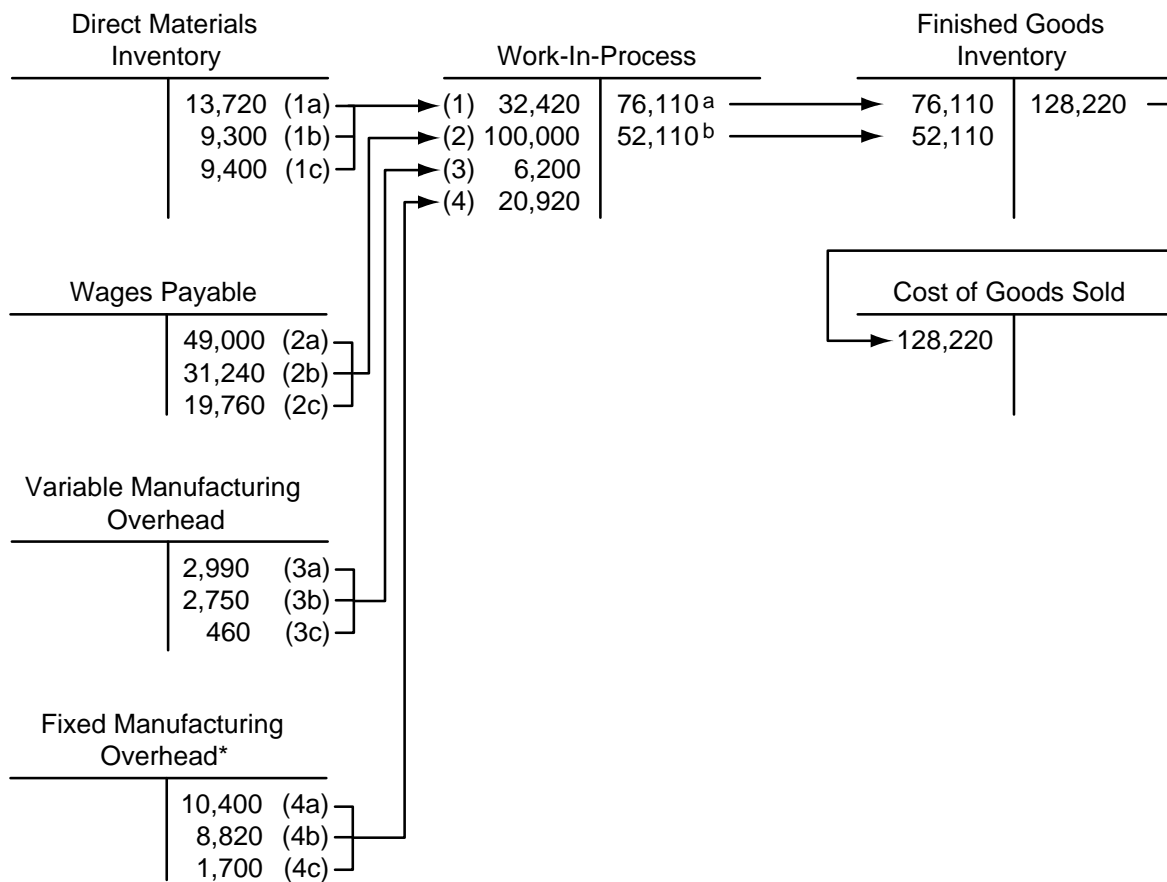 Direct Materials
Inventory
13,720 (1a)
9,300 (1b)
9,400 (1c)
Work-In-Process
(1) 32,420 76,110 a
(2) 100,000 52,110 b
(3) 6,200
(4) 20,920
Finished Goods
Inventory
76,110 128,220
52,110
Wages Payable
49,000 (2a)
31,240 (2b)
19,760 (2c)
Cost of Goods Sold
128,220
Variable Manufacturing
Overhead
2,990 (3a)
2,750 (3b)
460 (3c)
Fixed Manufacturing
Overhead*
10,400 (4a)
8,820 (4b)
1,700 (4c)